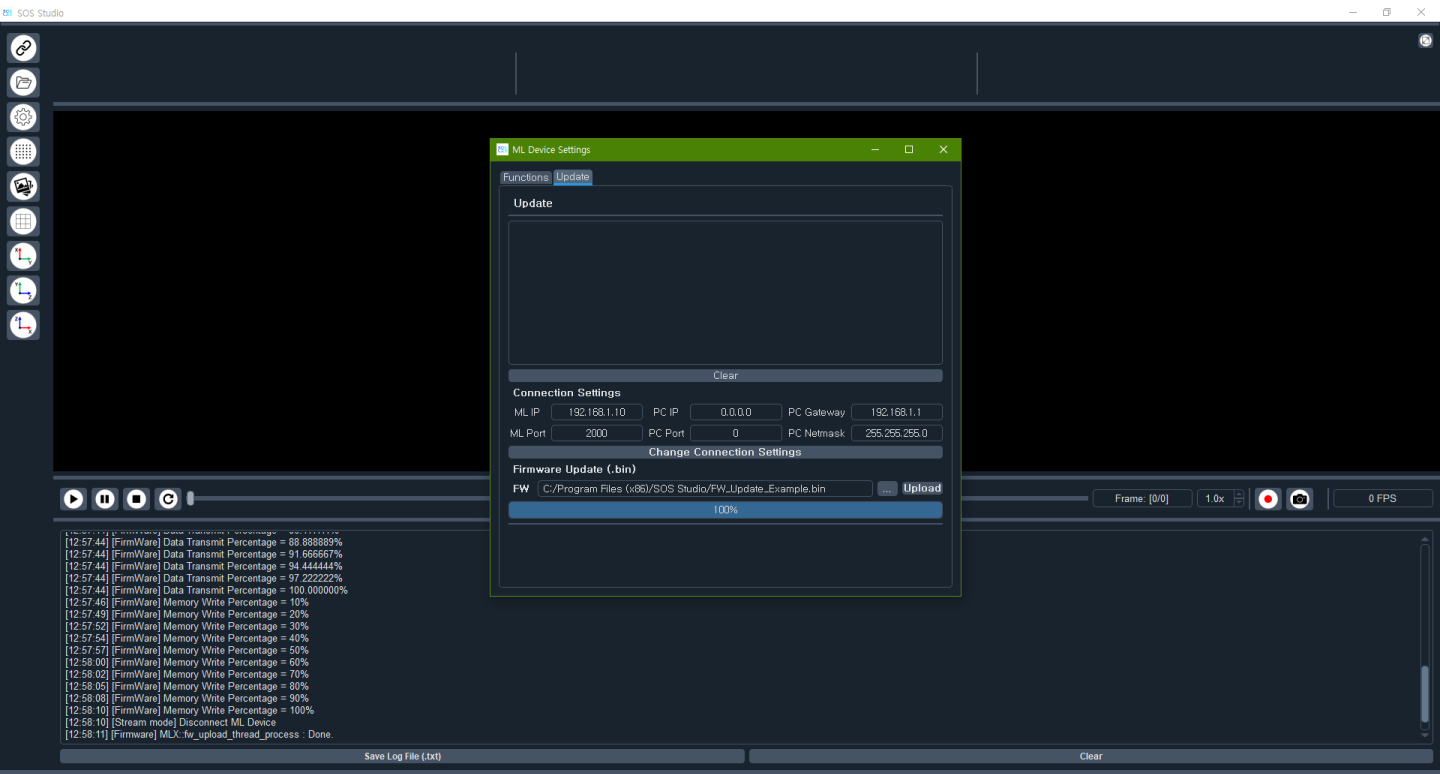 SOS Studio
ML Device Settings
Functions Update
Update
Clear
Connection Settings
ML IP 192.168.1.10 PC IP 0.0.0.0 PC Gateway 192.168.1.1
ML Port 2000 PC Port 0 PC Netmask 255.255.255.0
Change Connection Settings
Firmware Update (.bin)
FW C:/Program Files (x86)/SOS Studio/FW_Update_Example.bin ... Upload
100%
Frame: [0/0] 1.0x 0 FPS
[12:57:44] [FirmWare] Data Transmit Percentage = 88.888889%
[12:57:44] [FirmWare] Data Transmit Percentage = 91.666667%
[12:57:44] [FirmWare] Data Transmit Percentage = 94.444444%
[12:57:44] [FirmWare] Data Transmit Percentage = 97.222222%
[12:57:44] [FirmWare] Data Transmit Percentage = 100.000000%
[12:57:46] [FirmWare] Memory Write Percentage = 10%
[12:57:49] [FirmWare] Memory Write Percentage = 20%
[12:57:52] [FirmWare] Memory Write Percentage = 30%
[12:57:54] [FirmWare] Memory Write Percentage = 40%
[12:57:57] [FirmWare] Memory Write Percentage = 50%
[12:58:00] [FirmWare] Memory Write Percentage = 60%
[12:58:02] [FirmWare] Memory Write Percentage = 70%
[12:58:05] [FirmWare] Memory Write Percentage = 80%
[12:58:08] [FirmWare] Memory Write Percentage = 90%
[12:58:10] [FirmWare] Memory Write Percentage = 100%
[12:58:10] [Stream mode] Disconnect ML Device
[12:58:11] [Firmware] MLX::fw_upload_thread_process : Done.
Save Log File (.txt) Clear